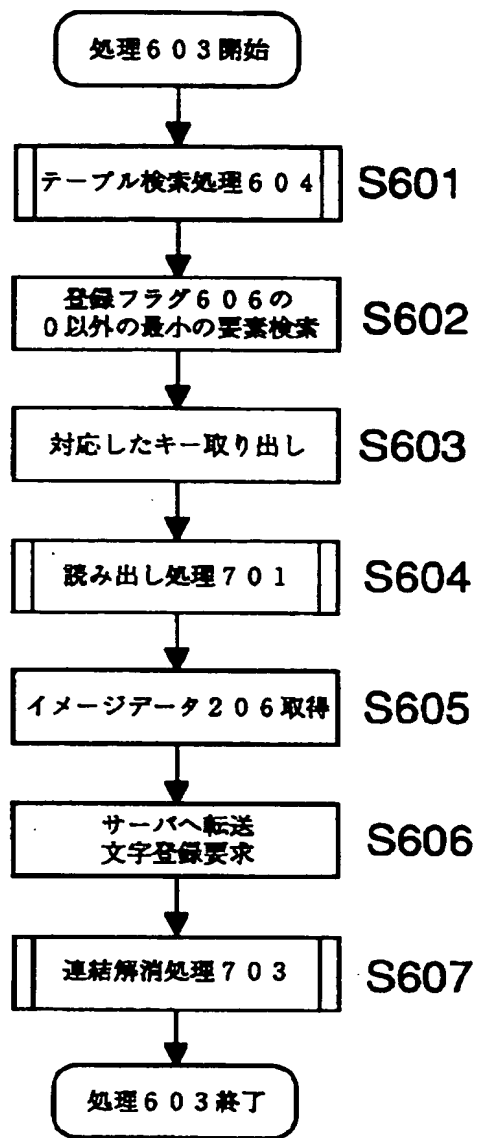 処理603開始
テーブル検索処理604
S601
登録フラグ606の
0以外の最小の要素検索
S602
対応したキー取り出し
S603
読み出し処理701
S604
イメージデータ206取得
S605
サーバへ転送
文字登録要求
S606
連結解消処理703
S607
処理603終了